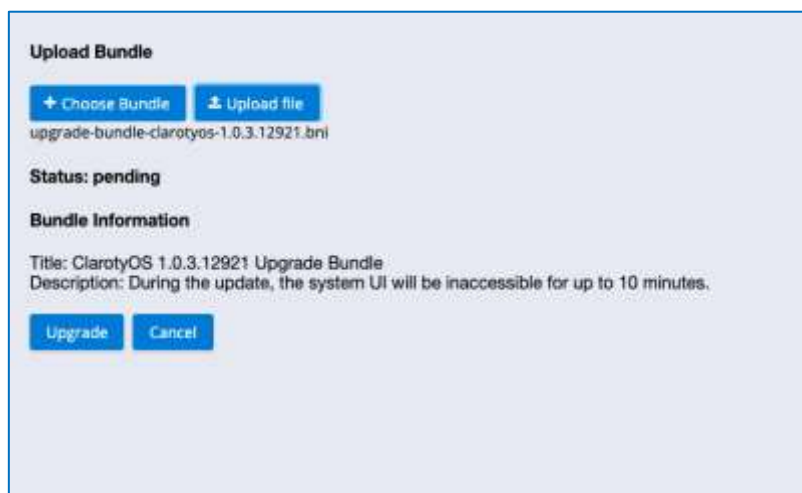 Upload Bundle
Choose Bundle
Upload file
upgrade-bundle-clarotyos-1.0.3.12921.bni
Status: pending
Bundle Information
Title: ClarotyOS 1.0.3.12921 Upgrade Bundle
Description: During the update, the system UI will be inaccessible for up to 10 minutes.
Upgrade
Cancel